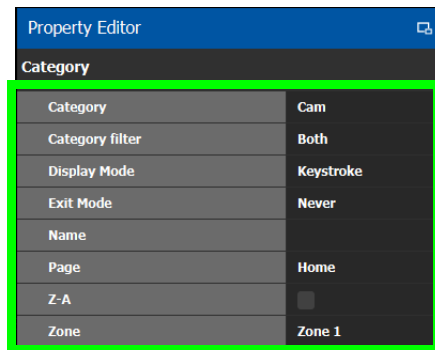 Property Editor
Category
Category Cam
Category filter Both
Display Mode Keystroke
Exit Mode Never
Name
Page Home
Z-A
Zone Zone 1